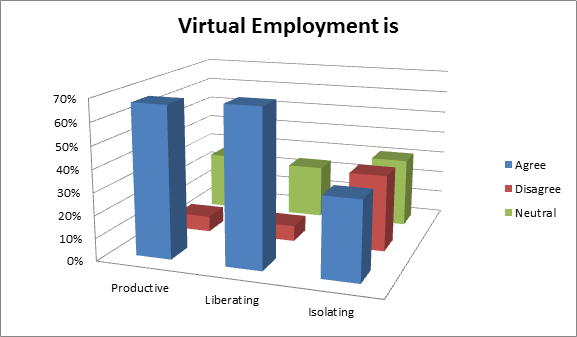 Virtual Employment is
70%
60%
50%
40%
30%
20%
10%
0%
Productive
Liberating
Isolating
Agree
Disagree
Neutral